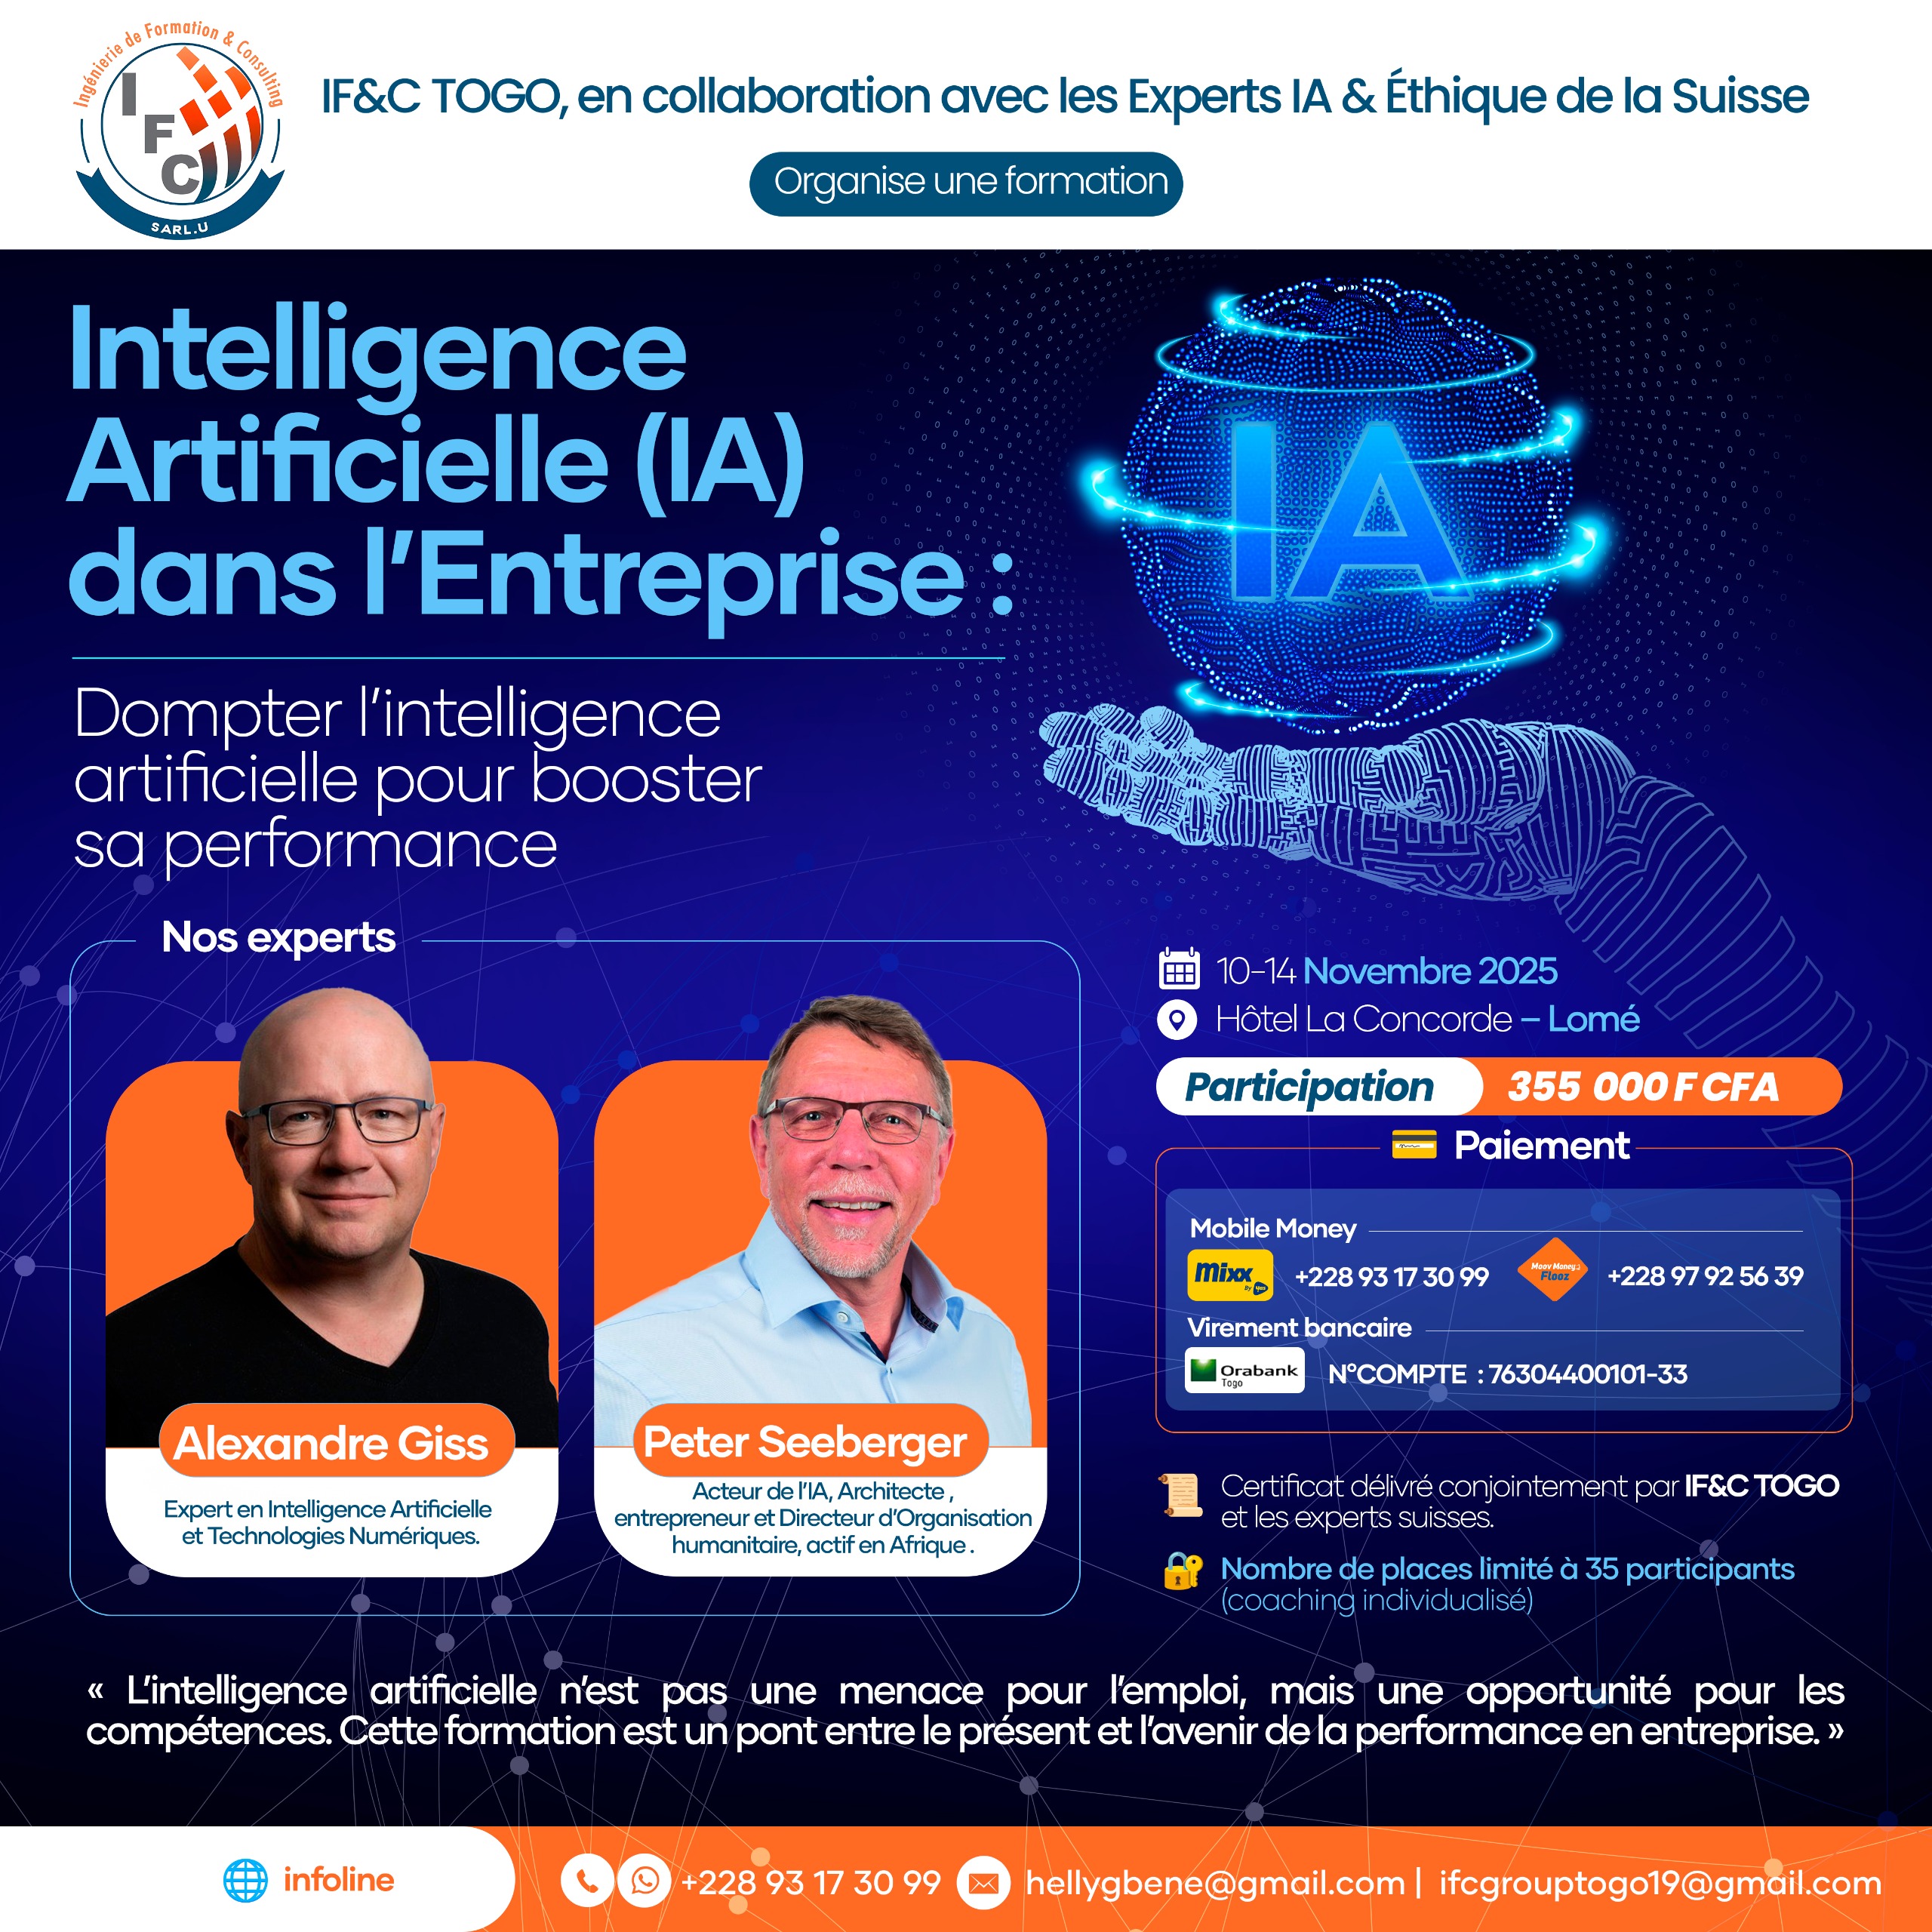 Ingénierie de Formation & Consulting
I
F
C
SARL.U
IF&C TOGO, en collaboration avec les Experts IA & Éthique de la Suisse
Organise une formation
Intelligence
Artificielle (IA)
dans l'Entreprise :
IA
Dompter l'intelligence
artificielle pour booster
sa performance
Nos experts
Alexandre Giss
Expert en Intelligence Artificielle
et Technologies Numériques.
Peter Seeberger
Acteur de l'IA, Architecte ,
entrepreneur et Directeur d'Organisation
humanitaire, actif en Afrique .
10-14 Novembre 2025
Hôtel La Concorde – Lomé
Participation 355 000 F CFA
Paiement
Mobile Money
Mixx By Yas +228 93 17 30 99 Moov Money Flooz +228 97 92 56 39
Virement bancaire
Orabank Togo N°COMPTE : 76304400101-33
Certificat délivré conjointement par IF&C TOGO
et les experts suisses.
Nombre de places limité à 35 participants
(coaching individualisé)
« L'intelligence artificielle n'est pas une menace pour l'emploi, mais une opportunité pour les
compétences. Cette formation est un pont entre le présent et l'avenir de la performance en entreprise. »
infoline
+228 93 17 30 99 hellygbene@gmail.com | ifcgrouptogo19@gmail.com